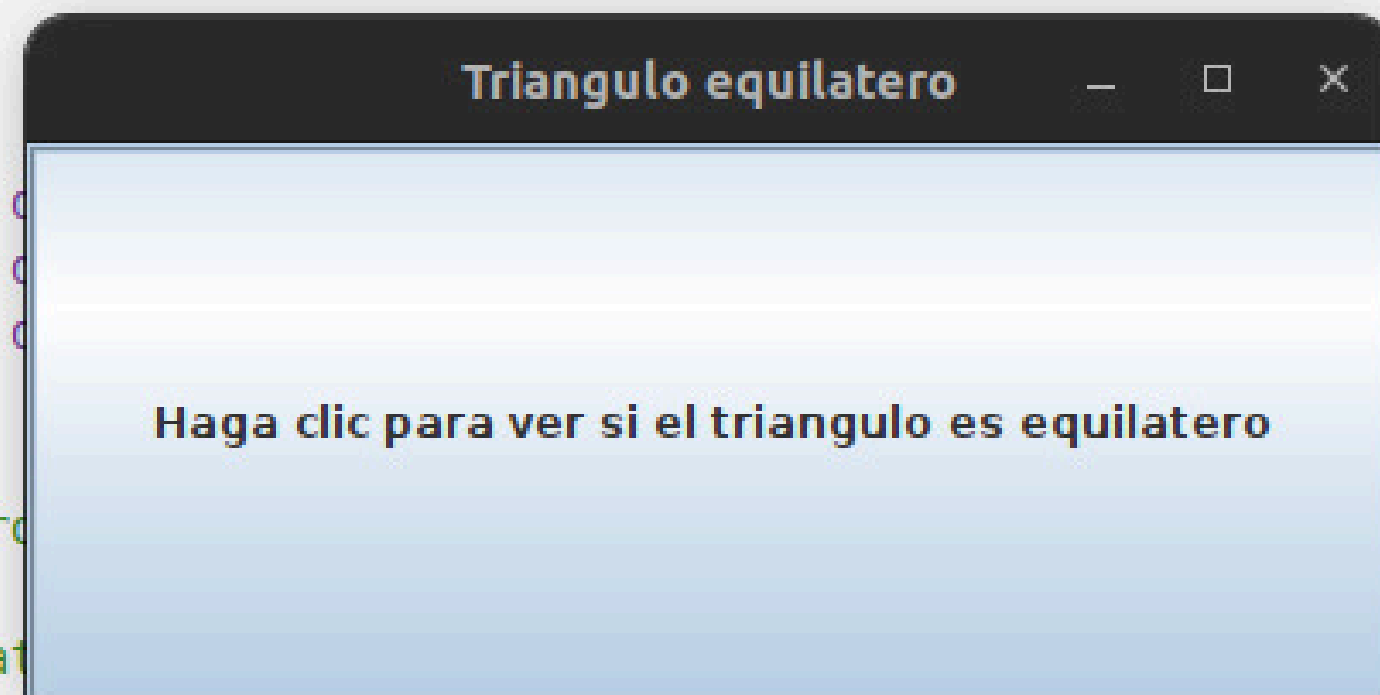 Triangulo equilatero
Haga clic para ver si el triangulo es equilatero